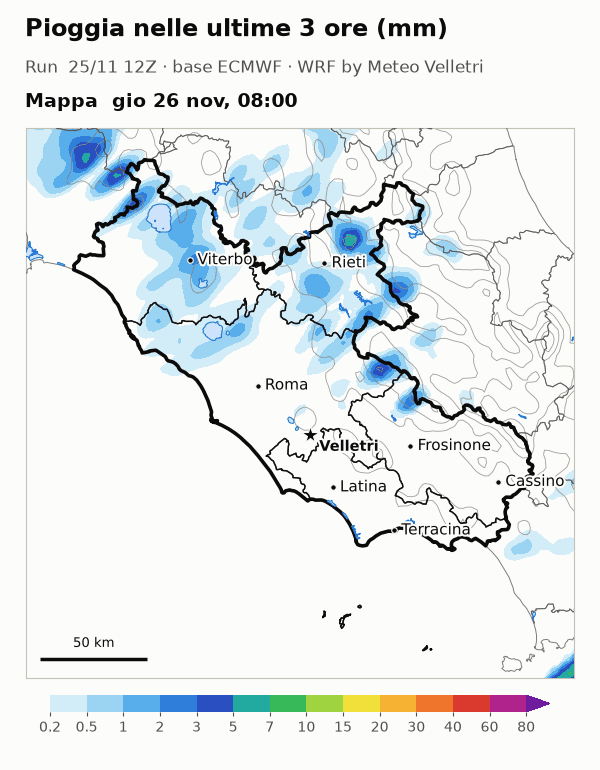 Pioggia nelle ultime 3 ore (mm)
Run  25/11 12Z · base ECMWF · WRF by Meteo Velletri
Mappa  gio 26 nov, 08:00
Viterbo
Rieti
Roma
Velletri
Frosinone
Latina
Cassino
Terracina
50 km
0.2 0.5 1 2 3 5 7 10 15 20 30 40 60 80